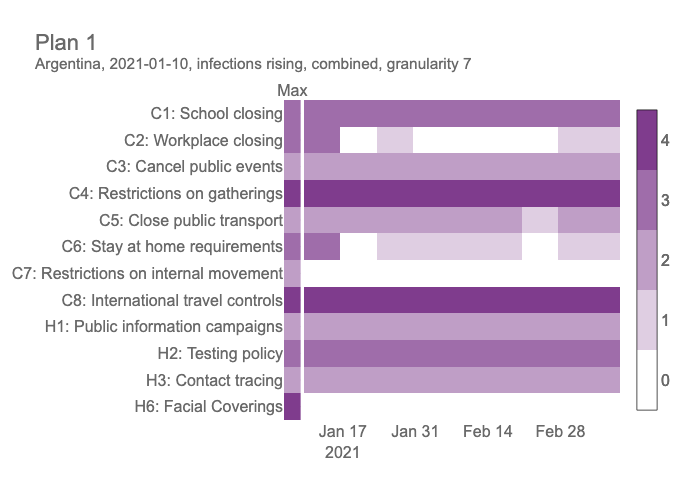 Plan 1
Argentina, 2021-01-10, infections rising, combined, granularity 7
Max
C1: School closing
C2: Workplace closing
C3: Cancel public events
C4: Restrictions on gatherings
C5: Close public transport
C6: Stay at home requirements
C7: Restrictions on internal movement
C8: International travel controls
H1: Public information campaigns
H2: Testing policy
H3: Contact tracing
H6: Facial Coverings
Jan 17 Jan 31 Feb 14 Feb 28
2021
4
3
2
1
0